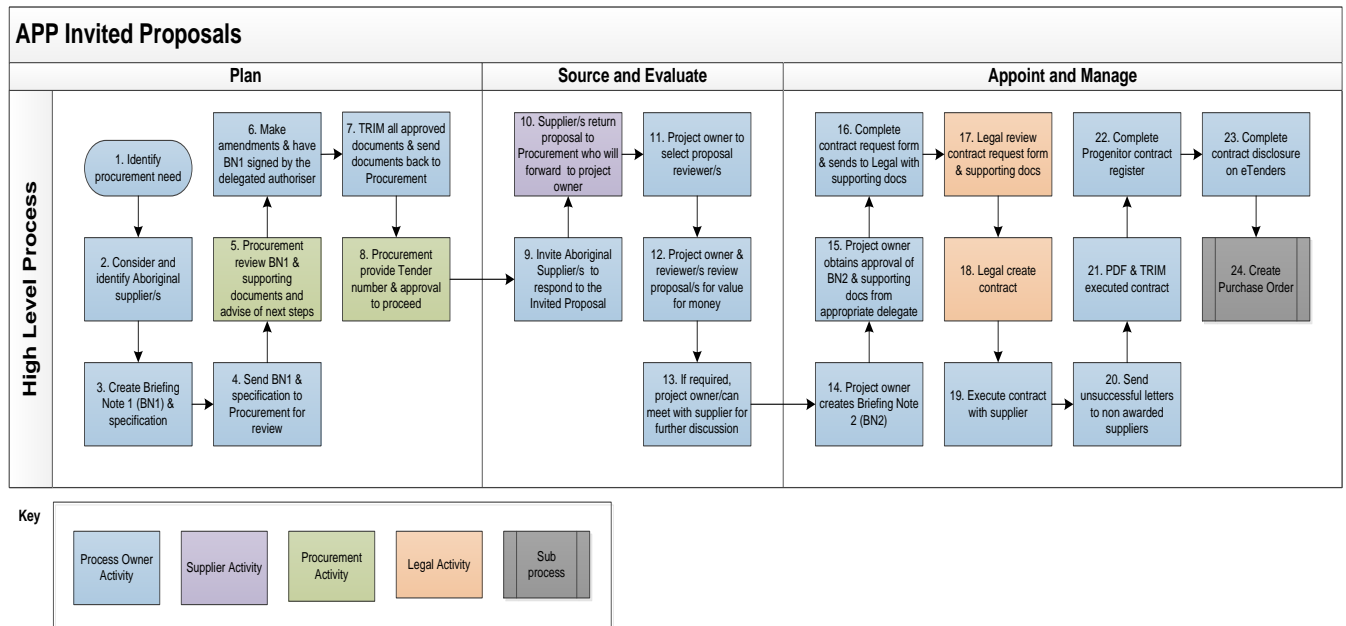 APP Invited Proposals
Plan
Source and Evaluate
Appoint and Manage
High Level Process
1. Identify
procurement need
2. Consider and
identify Aboriginal
supplier/s
3. Create Briefing
Note 1 (BN1) &
specification
4. Send BN1 &
specification to
Procurement for
review
5. Procurement
review BN1 &
supporting
documents and
advise of next steps
6. Make
amendments & have
BN1 signed by the
delegated authoriser
7. TRIM all approved
documents & send
documents back to
Procurement
8. Procurement
provide Tender
number & approval
to proceed
9. Invite Aboriginal
Supplier/s to
respond to the
Invited Proposal
10. Supplier/s return
proposal to
Procurement who will
forward to project
owner
11. Project owner to
select proposal
reviewer/s
12. Project owner &
reviewer/s review
proposal/s for value
for money
13. If required,
project owner/can
meet with supplier for
further discussion
14. Project owner
creates Briefing Note
2 (BN2)
15. Project owner
obtains approval of
BN2 & supporting
docs from
appropriate delegate
16. Complete
contract request form
& sends to Legal with
supporting docs
17. Legal review
contract request form
& supporting docs
18. Legal create
contract
19. Execute contract
with supplier
20. Send
unsuccessful letters
to non awarded
suppliers
21. PDF & TRIM
executed contract
22. Complete
Progenitor contract
register
23. Complete
contract disclosure
on eTenders
24. Create
Purchase Order
Key
Process Owner
Activity
Supplier Activity
Procurement
Activity
Legal Activity
Sub
process